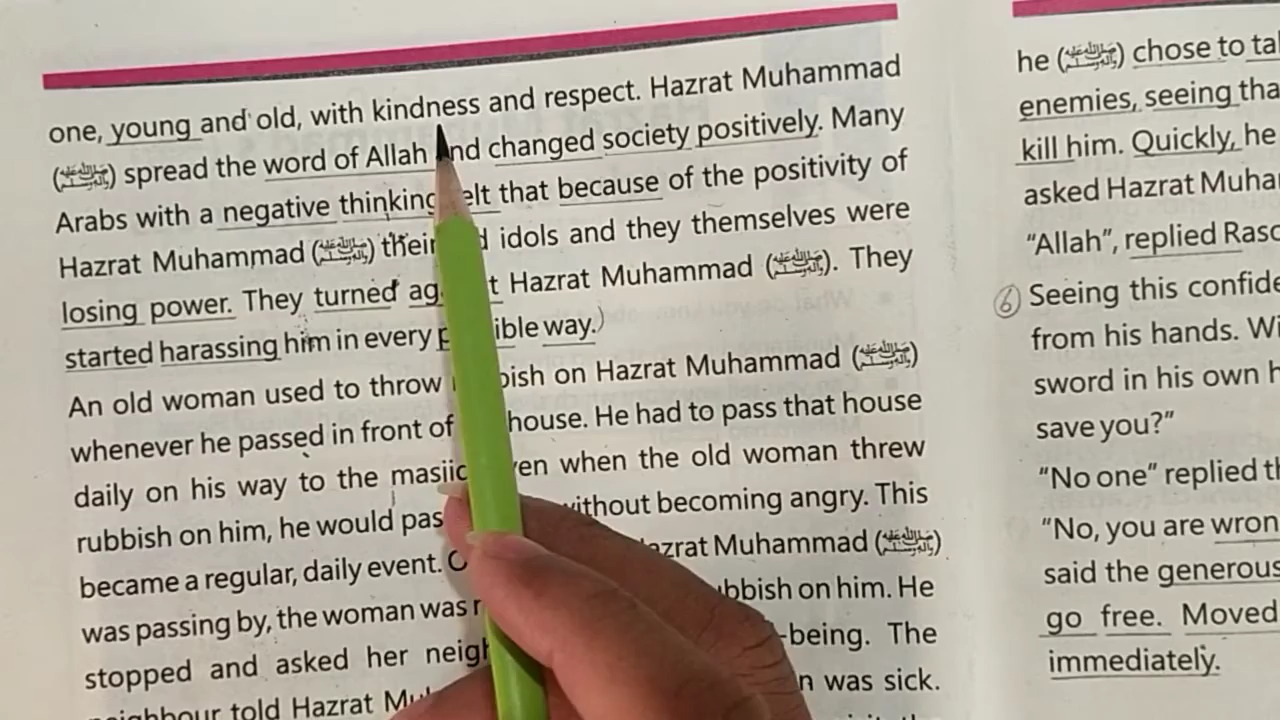 one, young and old, with kindness and respect. Hazrat Muhammad
(ﷺ) spread the word of Allah and changed society positively. Many
Arabs with a negative thinking felt that because of the positivity of
Hazrat Muhammad (ﷺ) their idols and they themselves were
losing power. They turned Hazrat Muhammad (ﷺ). They
started harassing him in every way.)
An old woman used to throw on Hazrat Muhammad (ﷺ)
whenever he passed in front of house. He had to pass that house
daily on his way to the when the old woman threw
rubbish on him, he would without becoming angry. This
became a regular, daily event. Hazrat Muhammad (ﷺ)
was passing by, the woman was rubbish on him. He
stopped and asked her The
neighbour told Hazrat was sick.
he (ﷺ) chose to
enemies, seeing
kill him. Quickly, he
asked Hazrat
"Allah", replied
6 Seeing this
from his hands.
sword in his own
save you?"
"No one" replied
"No, you are
said the generous
go free. Moved
immediately.